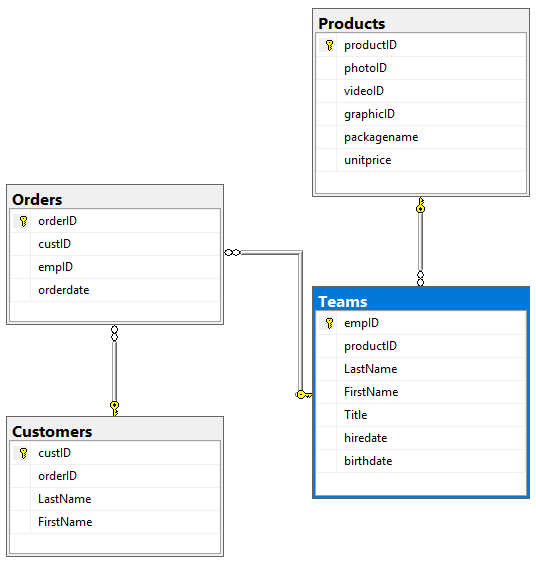 Products
productID
photoID
videoID
graphicID
packagename
unitprice
Orders
orderID
custID
empID
orderdate
Teams
empID
productID
LastName
FirstName
Title
hiredate
birthdate
Customers
custID
orderID
LastName
FirstName